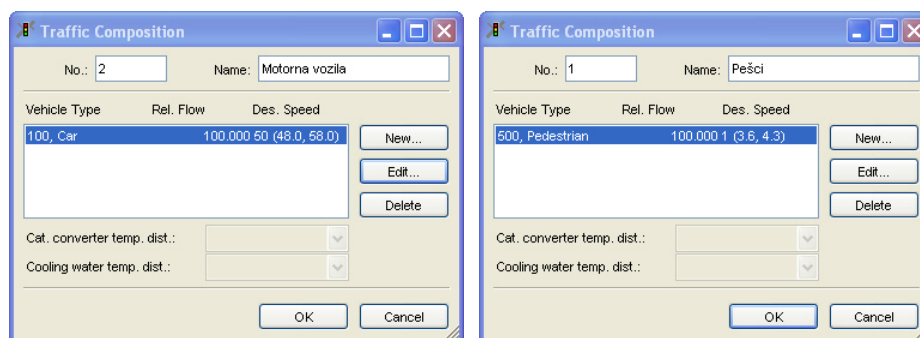 Traffic Composition
No.: 2 Name: Motorna vozila
Vehicle Type Rel. Flow Des. Speed
100, Car 100.000 50 (48.0, 58.0)
New...
Edit...
Delete
Cat. converter temp. dist.:
Cooling water temp. dist.:
OK Cancel
Traffic Composition
No.: 1 Name: Pešci
Vehicle Type Rel. Flow Des. Speed
500, Pedestrian 100.000 1 (3.6, 4.3)
New...
Edit...
Delete
Cat. converter temp. dist.:
Cooling water temp. dist.:
OK Cancel